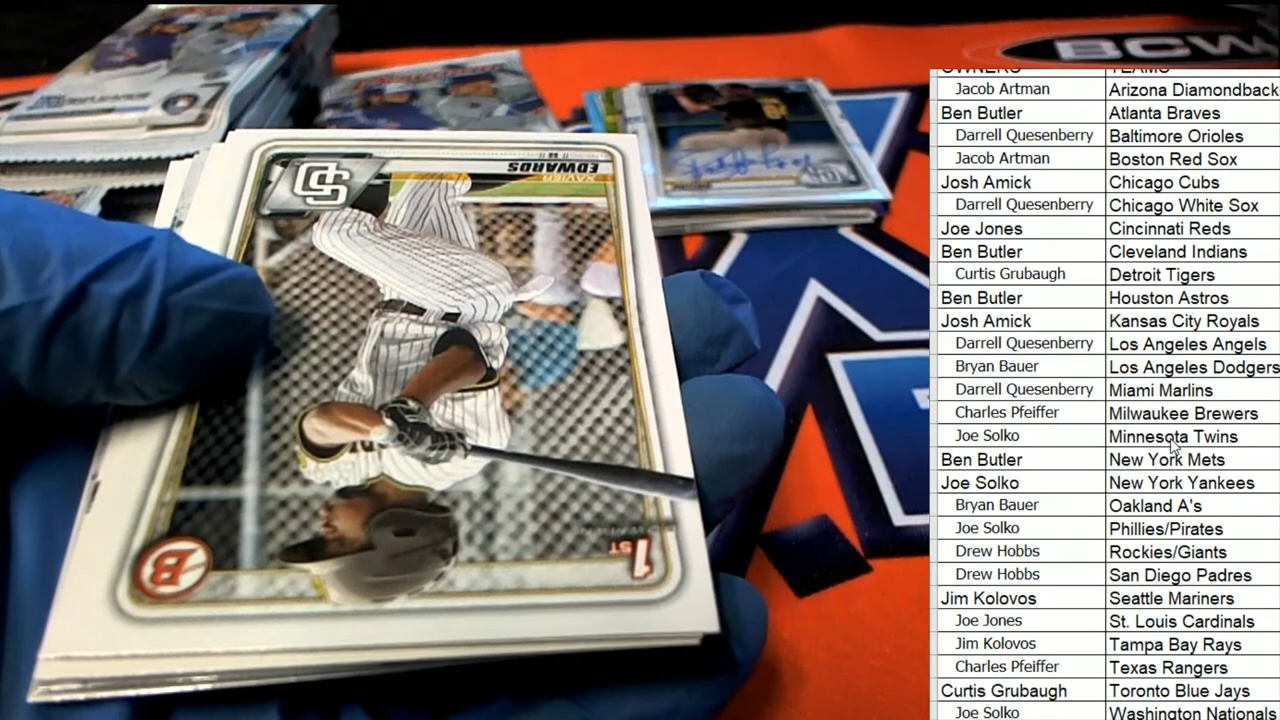 BCW
OWNERS TEAMS
Jacob Artman Arizona Diamondback
Ben Butler Atlanta Braves
Darrell Quesenberry Baltimore Orioles
Jacob Artman Boston Red Sox
Josh Amick Chicago Cubs
Darrell Quesenberry Chicago White Sox
Joe Jones Cincinnati Reds
Ben Butler Cleveland Indians
Curtis Grubaugh Detroit Tigers
Ben Butler Houston Astros
Josh Amick Kansas City Royals
Darrell Quesenberry Los Angeles Angels
Bryan Bauer Los Angeles Dodgers
Darrell Quesenberry Miami Marlins
Charles Pfeiffer Milwaukee Brewers
Joe Solko Minnesota Twins
Ben Butler New York Mets
Joe Solko New York Yankees
Bryan Bauer Oakland A's
Joe Solko Phillies/Pirates
Drew Hobbs Rockies/Giants
Drew Hobbs San Diego Padres
Jim Kolovos Seattle Mariners
Joe Jones St. Louis Cardinals
Jim Kolovos Tampa Bay Rays
Charles Pfeiffer Texas Rangers
Curtis Grubaugh Toronto Blue Jays
Joe Solko Washington Nationals
XAVIER
EDWARDS
SD
BOWMAN
1ST
B